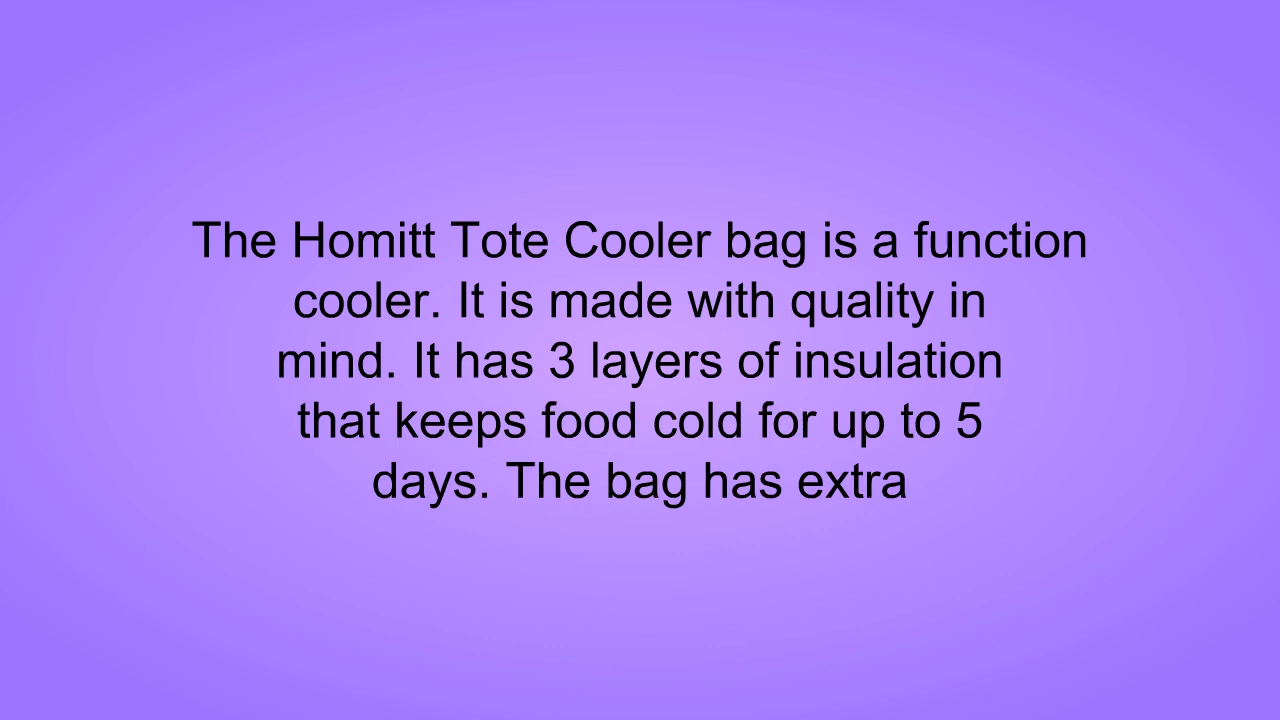 The Homitt Tote Cooler bag is a function
cooler. It is made with quality in
mind. It has 3 layers of insulation
that keeps food cold for up to 5
days. The bag has extra